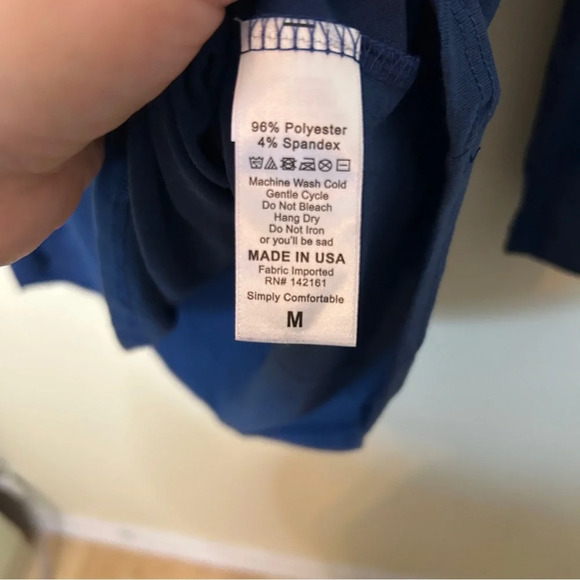 96% Polyester
4% Spandex
Machine Wash Cold
Gentle Cycle
Do Not Bleach
Hang Dry
Do Not Iron
or you'll be sad
MADE IN USA
Fabric Imported
RN# 142161
Simply Comfortable
M